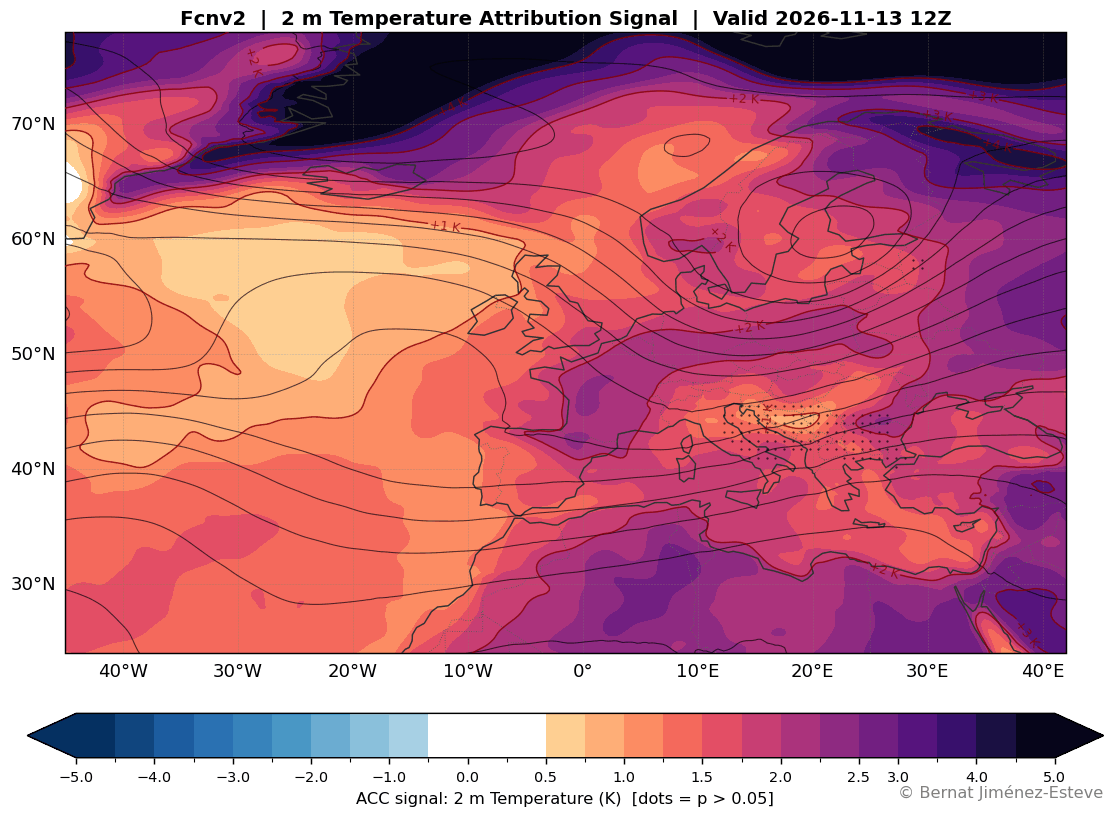 Fcnv2 | 2 m Temperature Attribution Signal | Valid 2026-11-13 12Z
+2 K
+2 K
70°N
+1 K
60°N
+2 K
+2 K
50°N
40°N
+2 K
30°N
40°W 30°W 20°W 10°W 0° 10°E 20°E 30°E 40°E
−5.0 −4.0 −3.0 −2.0 −1.0 0.0 0.5 1.0 1.5 2.0 2.5 3.0 4.0 5.0
ACC signal: 2 m Temperature (K) [dots = p > 0.05]
© Bernat Jiménez-Esteve